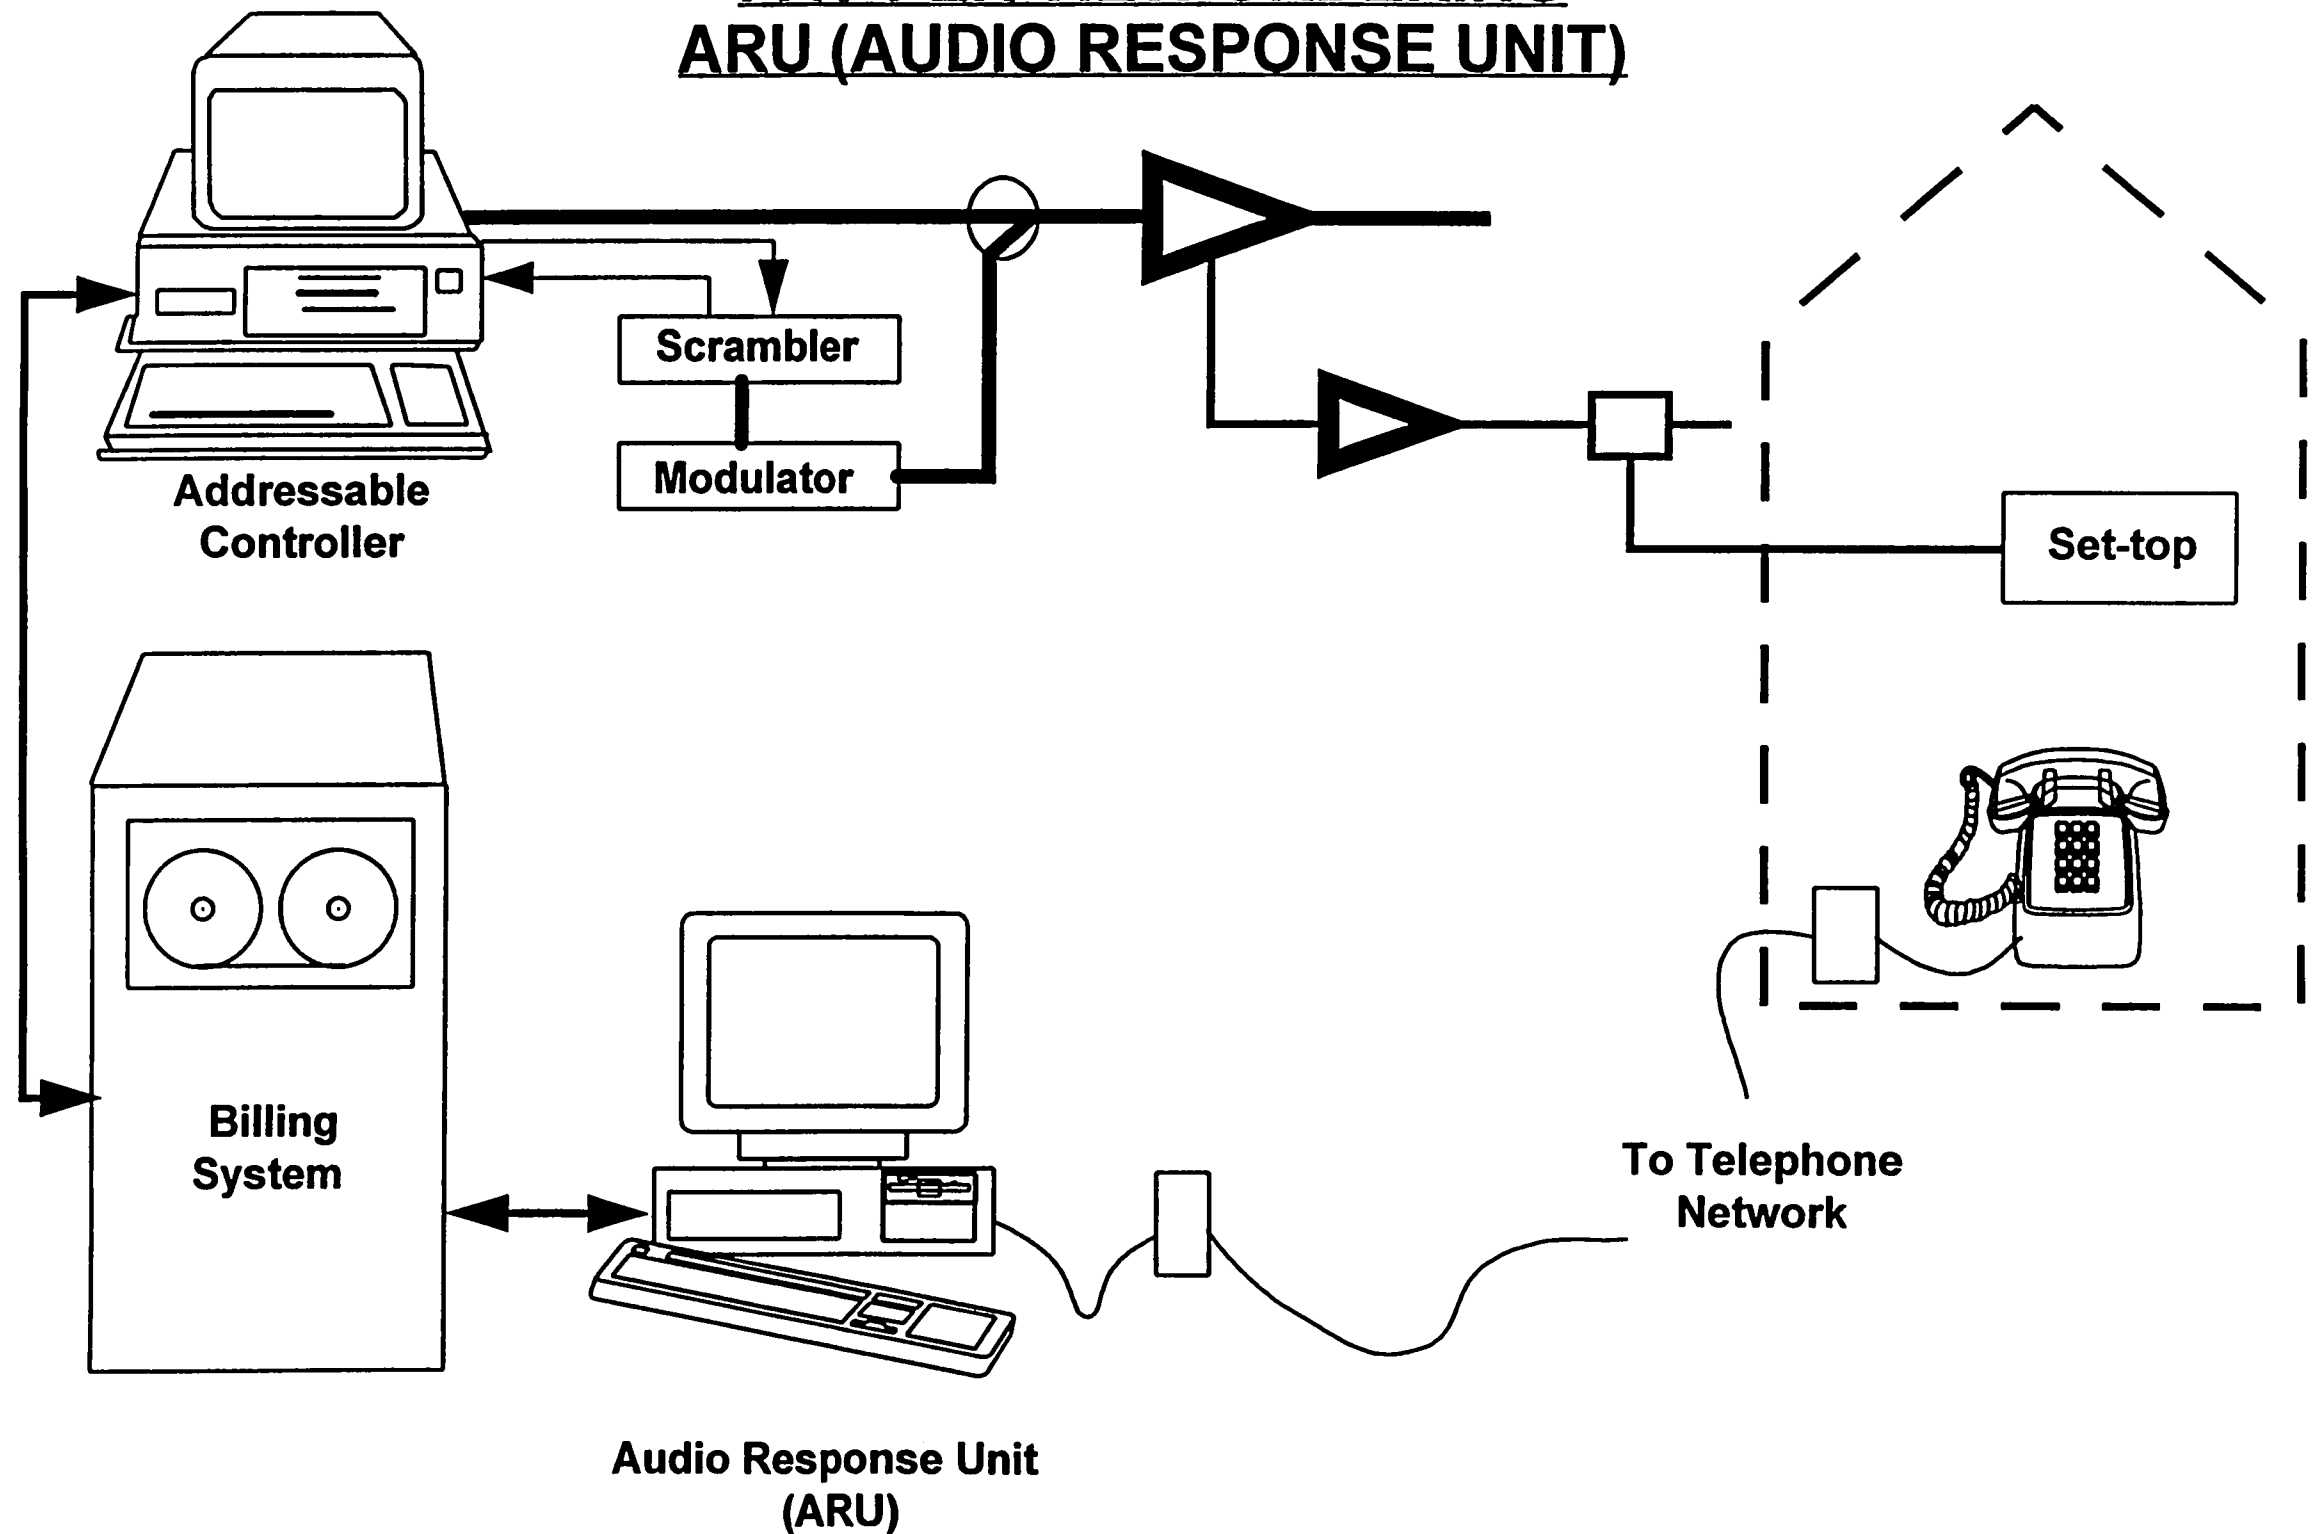 ARU (AUDIO RESPONSE UNIT)
Scrambler
Modulator
Addressable
Controller
Set-top
Billing
System
To Telephone
Network
Audio Response Unit
(ARU)